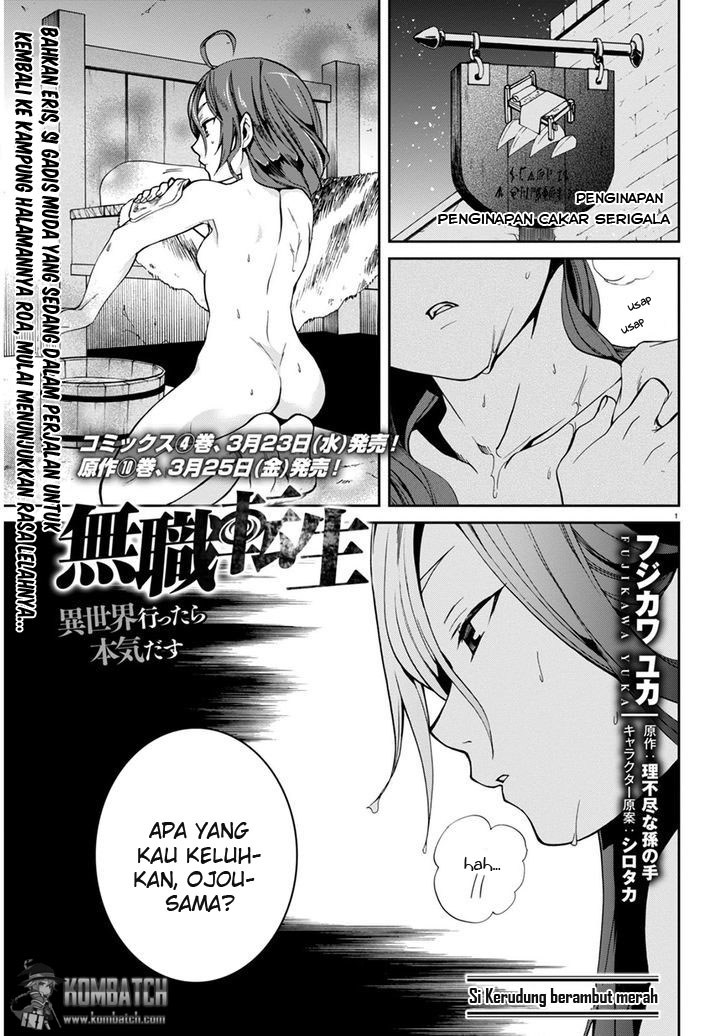 PENGINAPAN
PENGINAPAN CAKAR SERIGALA
BAHKAN ERIS, SI GADIS MUDA YANG SEDANG DALAM PERJALAN UNTUK
KEMBALI KE KAMPUNG HALAMANNYA ROA, MULAI MENUNJUKKAN RASA LELAHNYA...
usap
usap
コミックス④巻、3月23日(水)発売!
原作⑩巻、3月25日(金)発売!
1
無職転生
異世界行ったら
本気だす
フジカワ ユカ
FUJIKAWA YUKA
原作:理不尽な孫の手
キャラクター原案:シロタカ
hah...
APA YANG
KAU KELUH-
KAN, OJOU-
SAMA?
Si Kerudung berambut merah
KOMBATCH
www.kombatch.com